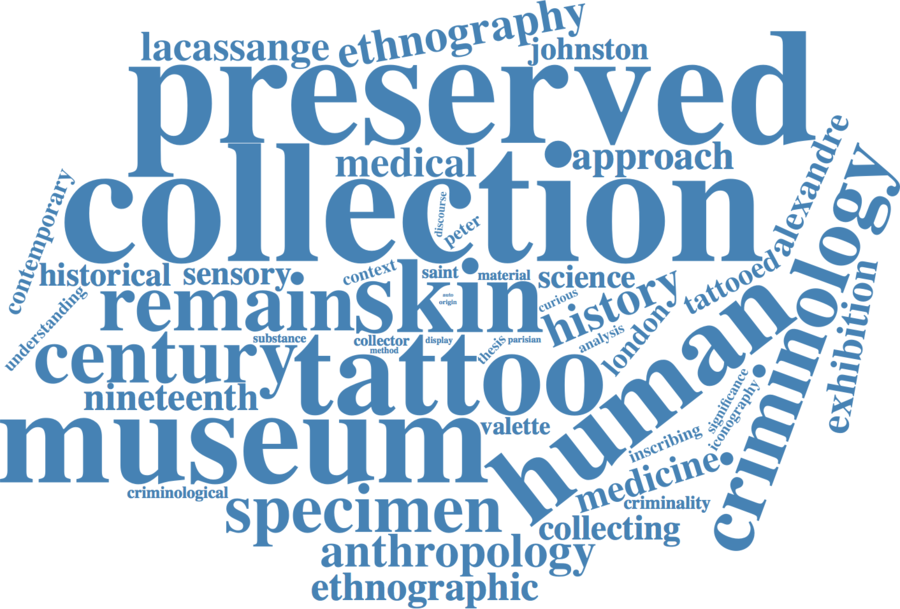 lacassange
ethnography
johnston
preserved
medical
approach
alexandre
collection
discourse
peter
contemporary
historical
sensory
context
saint
material
science
tattooed
criminology
understanding
remain
skin
note
origin
curious
history
human
exhibition
century
substance
collector
method
display
thesis
parisian
analysis
london
tattoo
nineteenth
museum
valette
significance
iconography
inscribing
criminological
specimen
medicine
criminality
collecting
anthropology
ethnographic